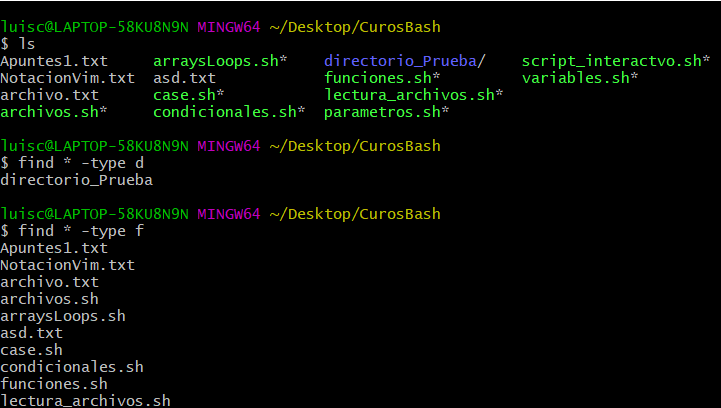 luisc@LAPTOP-58KU8N9N MINGW64 ~/Desktop/CurosBash
$ ls
Apuntes1.txt arraysLoops.sh* directorio_Prueba/ script_interactvo.sh*
NotacionVim.txt asd.txt funciones.sh* variables.sh*
archivo.txt case.sh* lectura_archivos.sh*
archivos.sh* condicionales.sh* parametros.sh*
luisc@LAPTOP-58KU8N9N MINGW64 ~/Desktop/CurosBash
$ find * -type d
directorio_Prueba
luisc@LAPTOP-58KU8N9N MINGW64 ~/Desktop/CurosBash
$ find * -type f
Apuntes1.txt
NotacionVim.txt
archivo.txt
archivos.sh
arraysLoops.sh
asd.txt
case.sh
condicionales.sh
funciones.sh
lectura_archivos.sh